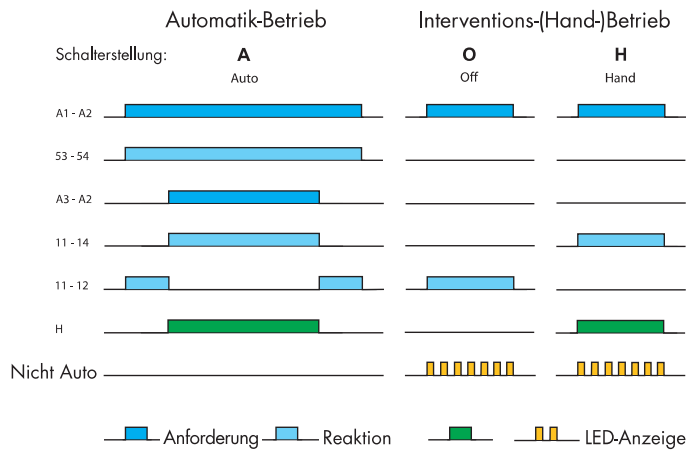 Automatik-Betrieb Interventions-(Hand-)Betrieb
Schalterstellung: A O H
Auto Off Hand
A1 - A2
53 - 54
A3 - A2
11 - 14
11 - 12
H
Nicht Auto
Anforderung Reaktion LED-Anzeige